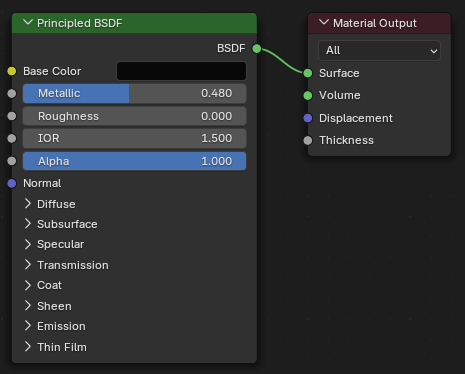 Principled BSDF
BSDF
Base Color
Metallic 0.480
Roughness 0.000
IOR 1.500
Alpha 1.000
Normal
Diffuse
Subsurface
Specular
Transmission
Coat
Sheen
Emission
Thin Film
Material Output
All
Surface
Volume
Displacement
Thickness